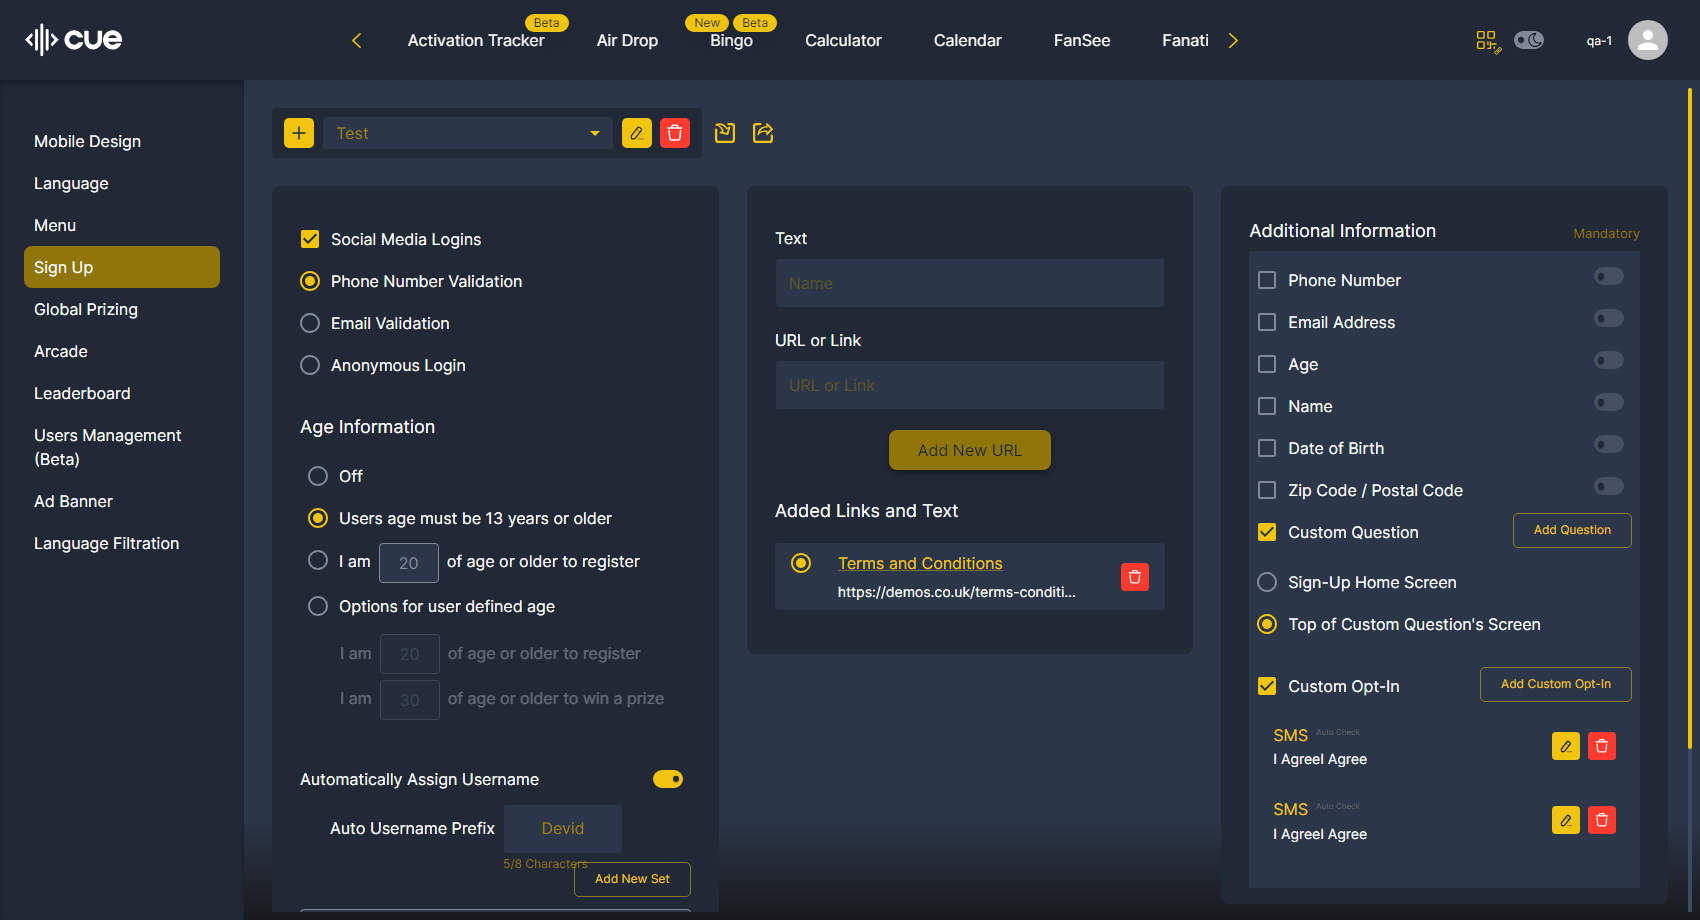 cue
Activation Tracker
Beta
Air Drop
Bingo
New
Beta
Calculator
Calendar
FanSee
Fanati
qa-1
Mobile Design
Language
Menu
Sign Up
Global Prizing
Arcade
Leaderboard
Users Management
(Beta)
Ad Banner
Language Filtration
Test
Social Media Logins
Phone Number Validation
Email Validation
Anonymous Login
Age Information
Off
Users age must be 13 years or older
I am 20 of age or older to register
Options for user defined age
I am 20 of age or older to register
I am 30 of age or older to win a prize
Automatically Assign Username
Auto Username Prefix Devid
5/8 Characters
Add New Set
Text
Name
URL or Link
URL or Link
Add New URL
Added Links and Text
Terms and Conditions
https://demos.co.uk/terms-conditi...
Additional Information
Mandatory
Phone Number
Email Address
Age
Name
Date of Birth
Zip Code / Postal Code
Custom Question
Add Question
Sign-Up Home Screen
Top of Custom Question's Screen
Custom Opt-In
Add Custom Opt-In
SMS Auto Check
I AgreeI Agree
SMS Auto Check
I AgreeI Agree